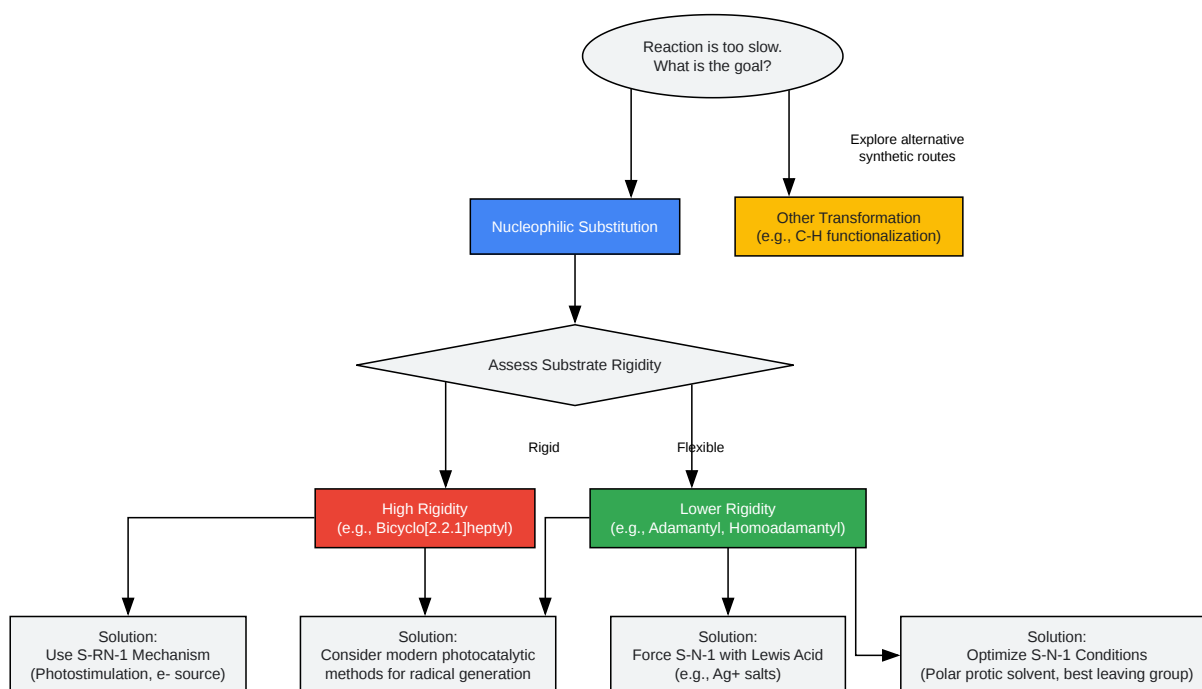 Reaction is too slow.
What is the goal?
Explore alternative
synthetic routes
Nucleophilic Substitution
Other Transformation
(e.g., C-H functionalization)
Assess Substrate Rigidity
Rigid
Flexible
High Rigidity
(e.g., Bicyclo[2.2.1]heptyl)
Lower Rigidity
(e.g., Adamantyl, Homoadamantyl)
Solution:
Use S-RN-1 Mechanism
(Photostimulation, e- source)
Solution:
Consider modern photocatalytic
methods for radical generation
Solution:
Force S-N-1 with Lewis Acid
(e.g., Ag+ salts)
Solution:
Optimize S-N-1 Conditions
(Polar protic solvent, best leaving group)